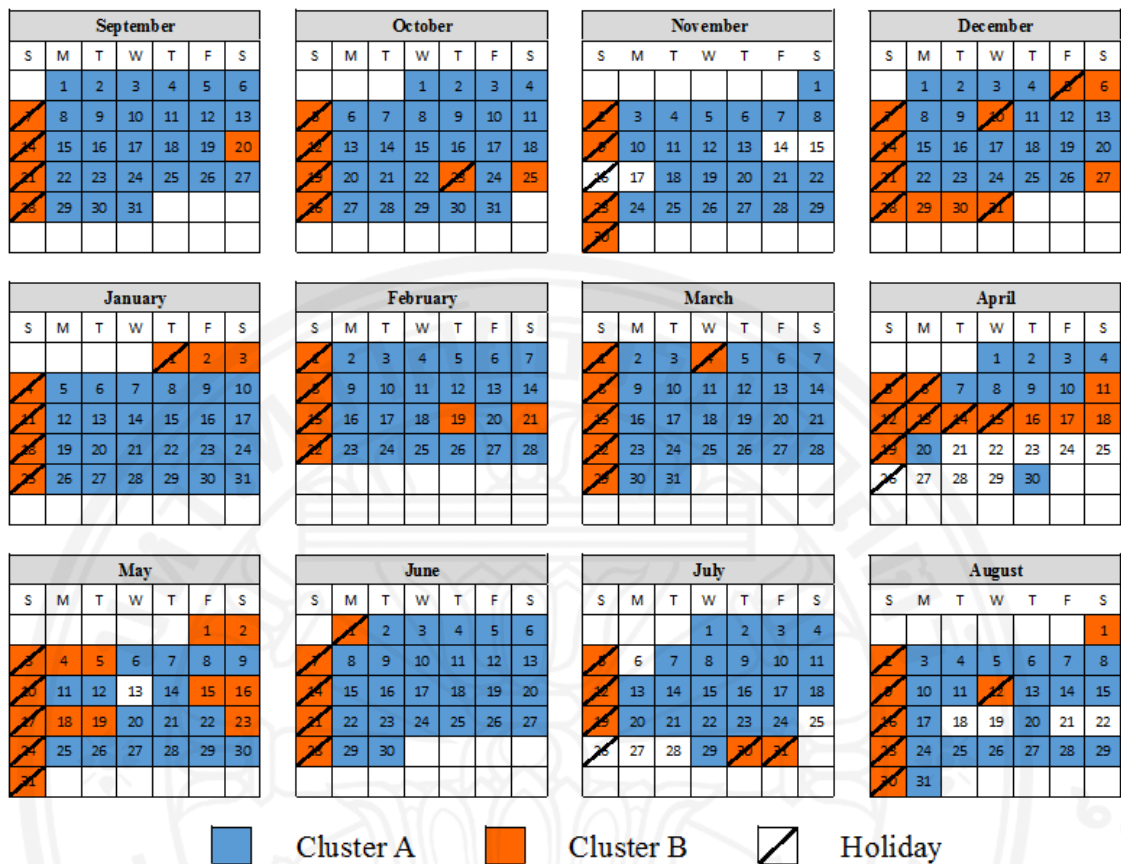 September
S M T W T F S
1 2 3 4 5 6
7 8 9 10 11 12 13
14 15 16 17 18 19 20
21 22 23 24 25 26 27
28 29 30 31
October
S M T W T F S
1 2 3 4
5 6 7 8 9 10 11
12 13 14 15 16 17 18
19 20 21 22 23 24 25
26 27 28 29 30 31
November
S M T W T F S
1
2 3 4 5 6 7 8
9 10 11 12 13 14 15
16 17 18 19 20 21 22
23 24 25 26 27 28 29
30
December
S M T W T F S
1 2 3 4 5 6
7 8 9 10 11 12 13
14 15 16 17 18 19 20
21 22 23 24 25 26 27
28 29 30 31
January
S M T W T F S
1 2 3
4 5 6 7 8 9 10
11 12 13 14 15 16 17
18 19 20 21 22 23 24
25 26 27 28 29 30 31
February
S M T W T F S
1 2 3 4 5 6 7
8 9 10 11 12 13 14
15 16 17 18 19 20 21
22 23 24 25 26 27 28
March
S M T W T F S
1 2 3 4 5 6 7
8 9 10 11 12 13 14
15 16 17 18 19 20 21
22 23 24 25 26 27 28
29 30 31
April
S M T W T F S
1 2 3 4
5 6 7 8 9 10 11
12 13 14 15 16 17 18
19 20 21 22 23 24 25
26 27 28 29 30
May
S M T W T F S
1 2
3 4 5 6 7 8 9
10 11 12 13 14 15 16
17 18 19 20 21 22 23
24 25 26 27 28 29 30
31
June
S M T W T F S
1 2 3 4 5 6
7 8 9 10 11 12 13
14 15 16 17 18 19 20
21 22 23 24 25 26 27
28 29 30
July
S M T W T F S
1 2 3 4
5 6 7 8 9 10 11
12 13 14 15 16 17 18
19 20 21 22 23 24 25
26 27 28 29 30 31
August
S M T W T F S
1
2 3 4 5 6 7 8
9 10 11 12 13 14 15
16 17 18 19 20 21 22
23 24 25 26 27 28 29
30 31
Cluster A Cluster B Holiday